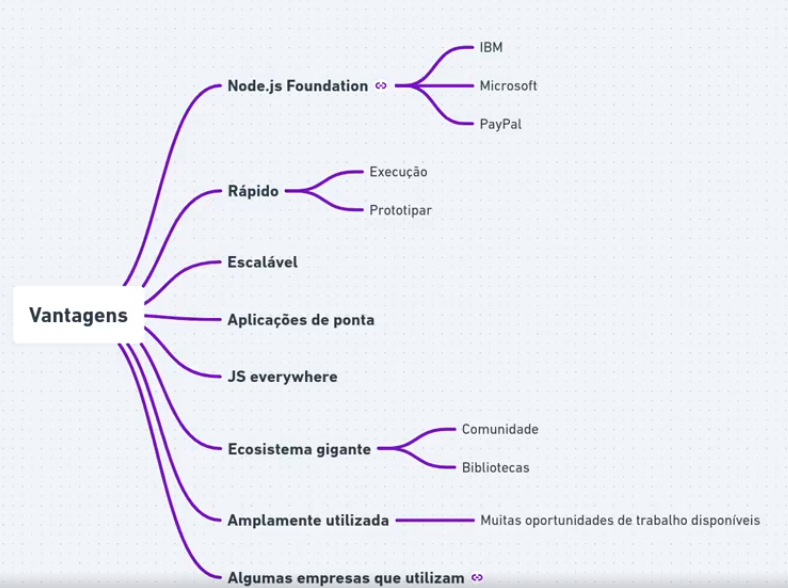 Node.js Foundation
IBM
Microsoft
PayPal
Rápido
Execução
Prototipar
Escalável
Vantagens
Aplicações de ponta
JS everywhere
Ecosistema gigante
Comunidade
Bibliotecas
Amplamente utilizada
Muitas oportunidades de trabalho disponíveis
Algumas empresas que utilizam